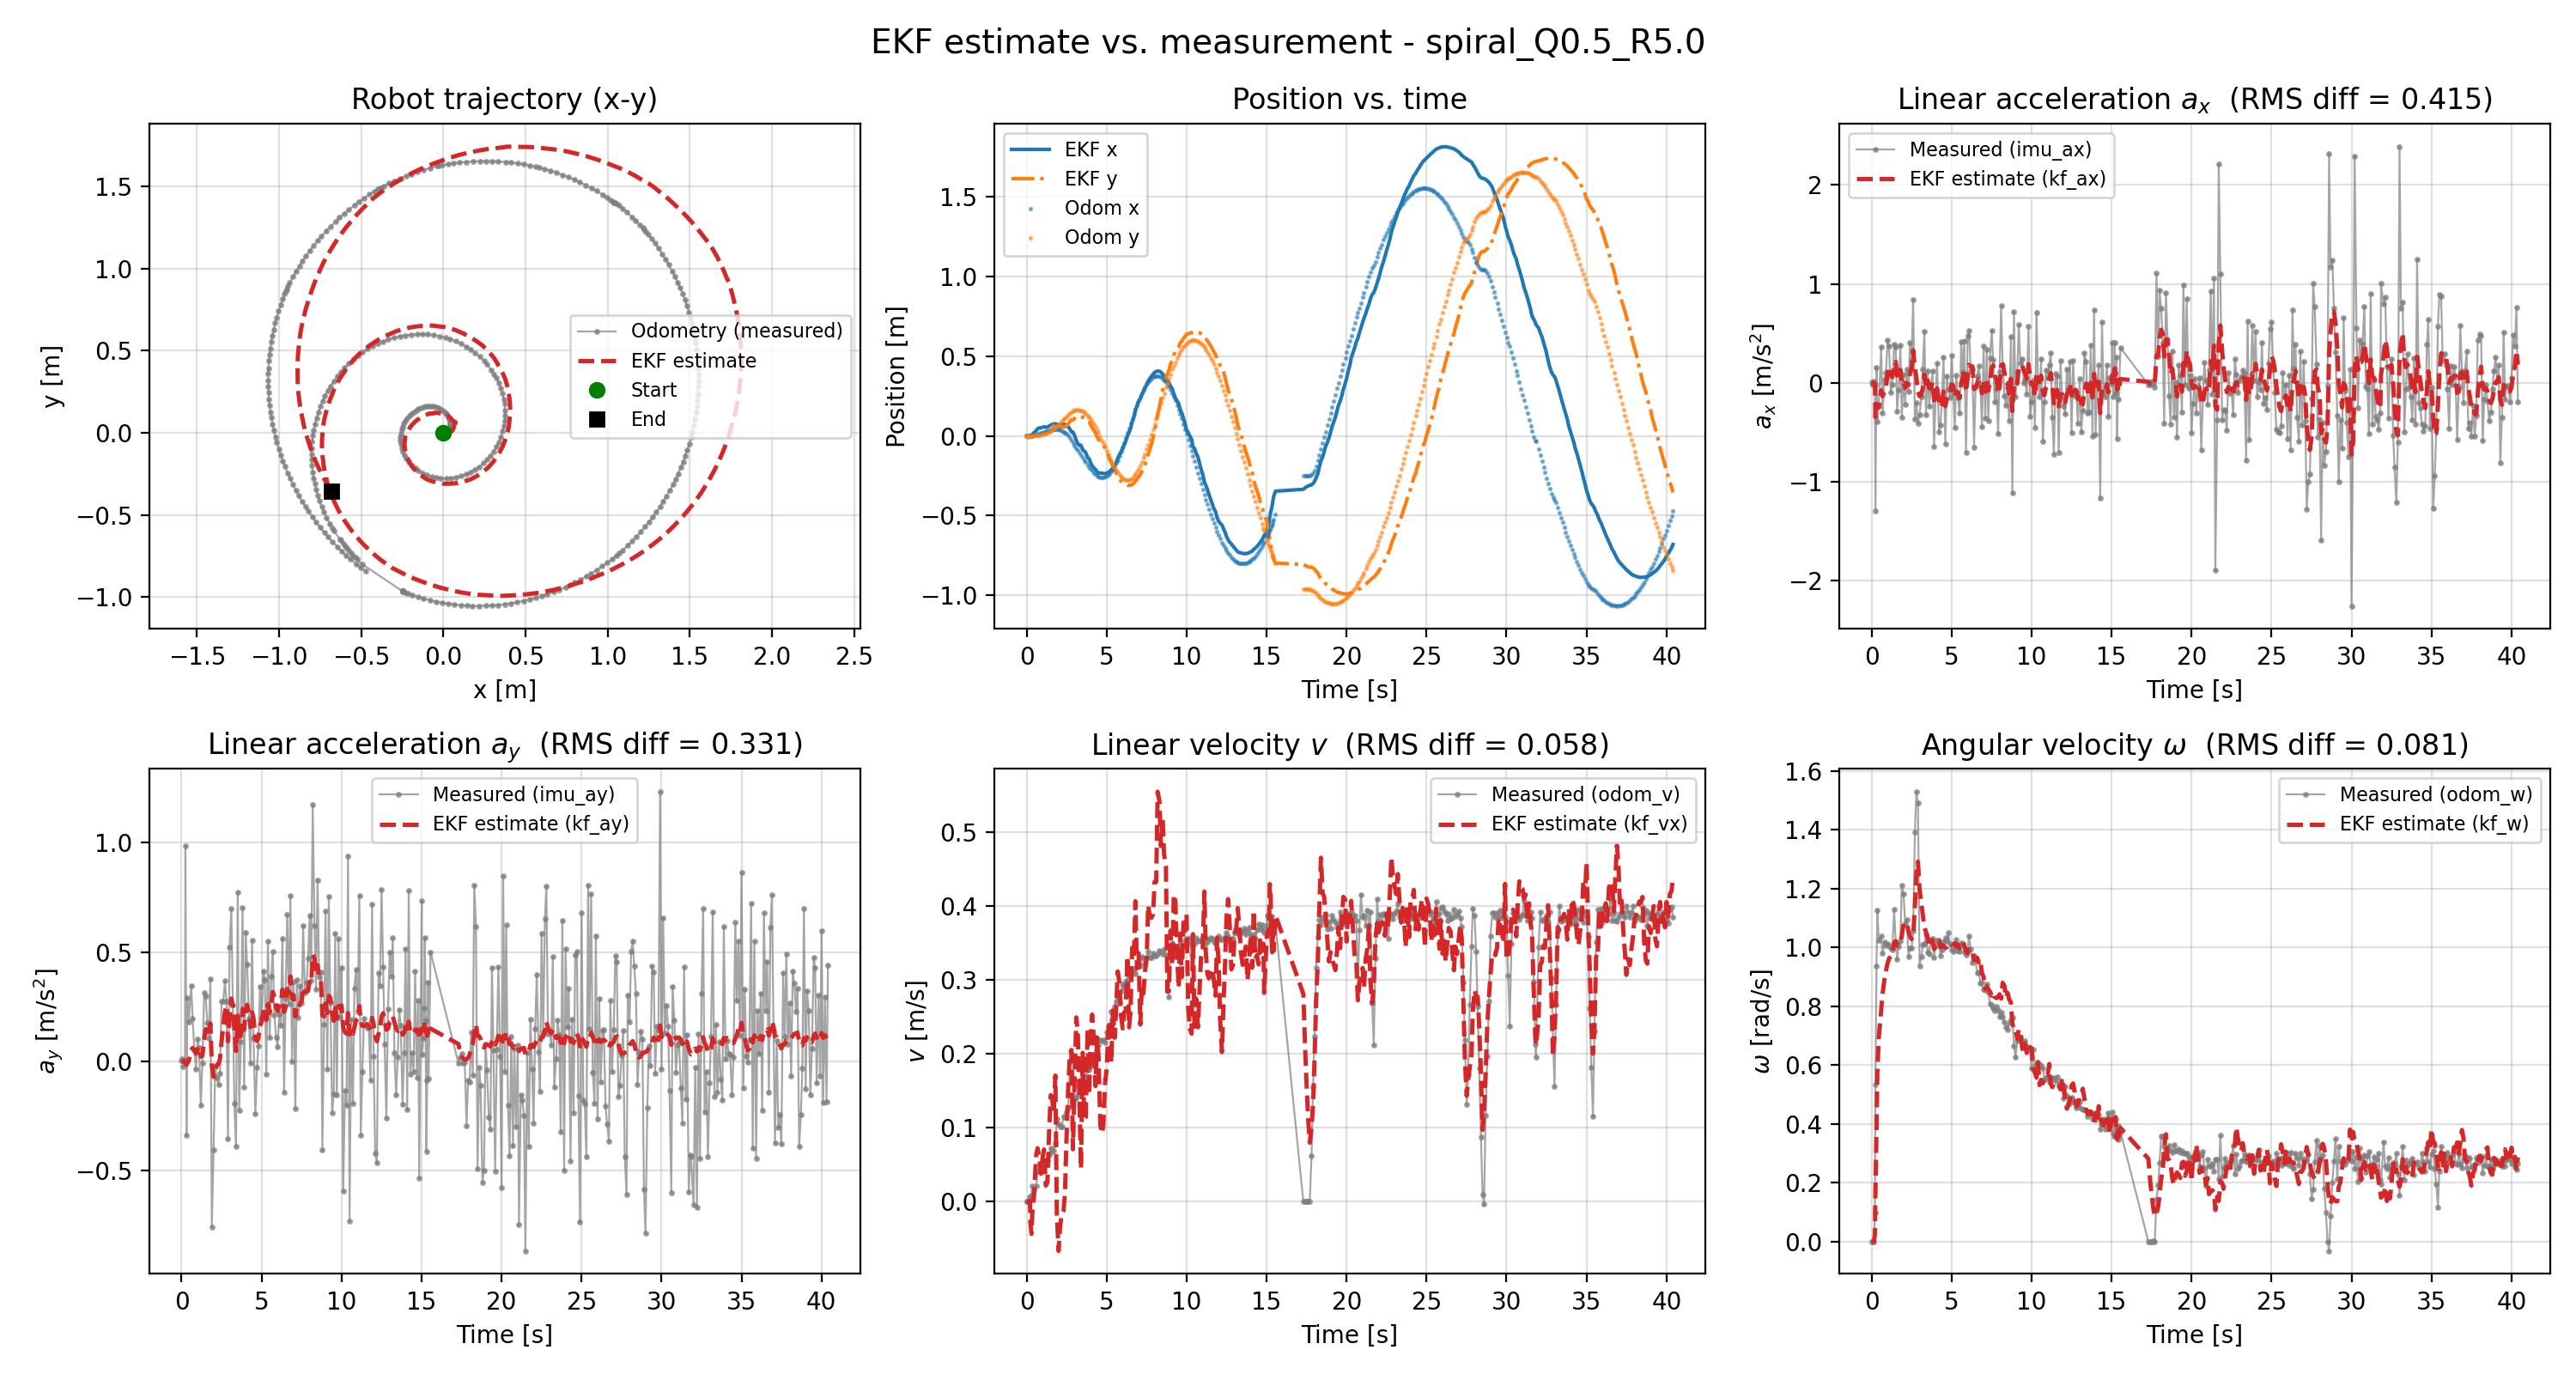 EKF estimate vs. measurement - spiral_Q0.5_R5.0
Robot trajectory (x-y)
y [m]
1.5
1.0
0.5
0.0
−0.5
−1.0
Odometry (measured)
EKF estimate
Start
End
−1.5 −1.0 −0.5 0.0 0.5 1.0 1.5 2.0 2.5
x [m]
Position vs. time
Position [m]
1.5
1.0
0.5
0.0
−0.5
−1.0
EKF x
EKF y
Odom x
Odom y
0 5 10 15 20 25 30 35 40
Time [s]
Linear acceleration aₓ (RMS diff = 0.415)
aₓ [m/s²]
2
1
0
−1
−2
Measured (imu_ax)
EKF estimate (kf_ax)
0 5 10 15 20 25 30 35 40
Time [s]
Linear acceleration a_y (RMS diff = 0.331)
a_y [m/s²]
1.0
0.5
0.0
−0.5
Measured (imu_ay)
EKF estimate (kf_ay)
0 5 10 15 20 25 30 35 40
Time [s]
Linear velocity v (RMS diff = 0.058)
v [m/s]
0.5
0.4
0.3
0.2
0.1
0.0
Measured (odom_v)
EKF estimate (kf_vx)
0 5 10 15 20 25 30 35 40
Time [s]
Angular velocity ω (RMS diff = 0.081)
ω [rad/s]
1.6
1.4
1.2
1.0
0.8
0.6
0.4
0.2
0.0
Measured (odom_w)
EKF estimate (kf_w)
0 5 10 15 20 25 30 35 40
Time [s]